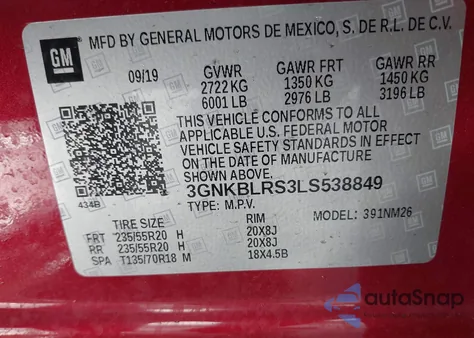 GM
MFD BY GENERAL MOTORS DE MEXICO, S. DE R.L. DE C.V.
09/19 GVWR GAWR FRT GAWR RR
2722 KG 1350 KG 1450 KG
6001 LB 2976 LB 3196 LB
THIS VEHICLE CONFORMS TO ALL
APPLICABLE U.S. FEDERAL MOTOR
VEHICLE SAFETY STANDARDS IN EFFECT
ON THE DATE OF MANUFACTURE
SHOWN ABOVE.
3GNKBLRS3LS538849
434B TYPE: M.P.V. MODEL: 391NM26
TIRE SIZE RIM
FRT 235/55R20 H 20X8J
RR 235/55R20 H 20X8J
SPA T135/70R18 M 18X4.5B
autoSnap